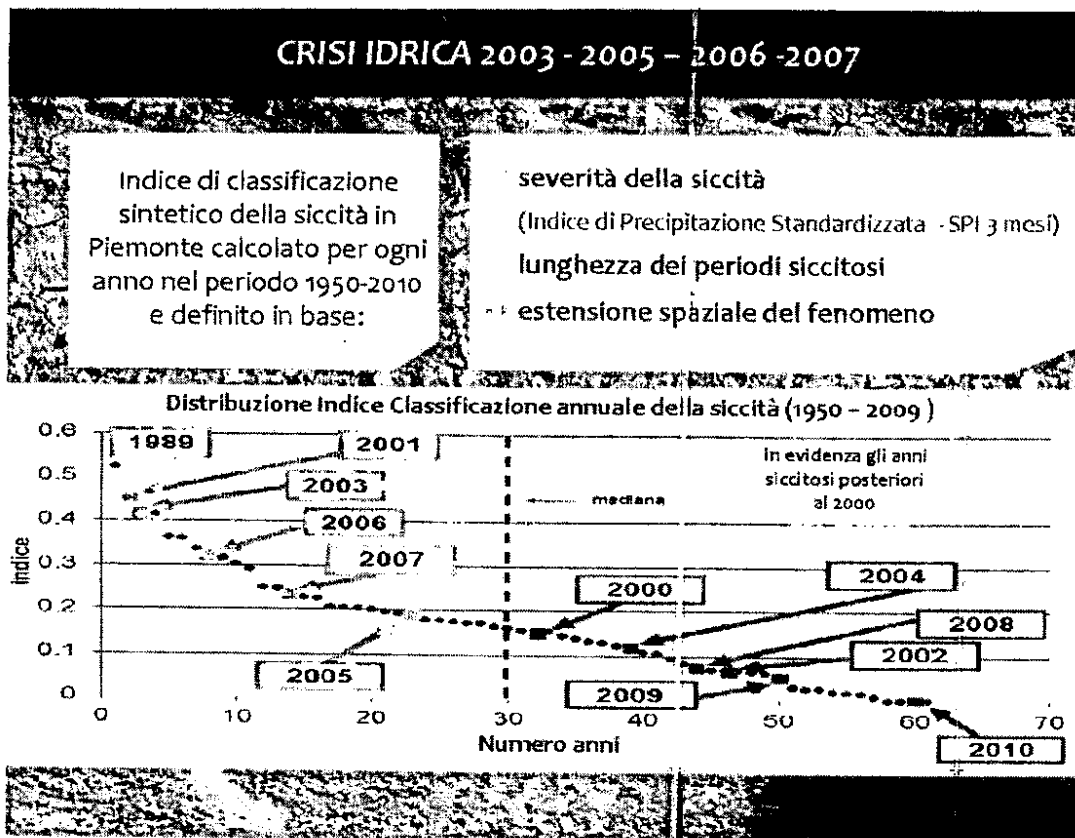 CRISI IDRICA 2003 - 2005 – 2006 -2007
Indice di classificazione
sintetico della siccità in
Piemonte calcolato per ogni
anno nel periodo 1950-2010
e definito in base:
severità della siccità
(Indice di Precipitazione Standardizzata - SPI 3 mesi)
lunghezza dei periodi siccitosi
estensione spaziale del fenomeno
Distribuzione Indice Classificazione annuale della siccità (1950 – 2009 )
0.6
0.5
0.4
0.3
0.2
0.1
0
Indice
1989
2001
2003
2006
2007
2005
mediana
in evidenza gli anni
siccitosi posteriori
al 2000
2000
2004
2008
2002
2009
2010
0 10 20 30 40 50 60 70
Numero anni